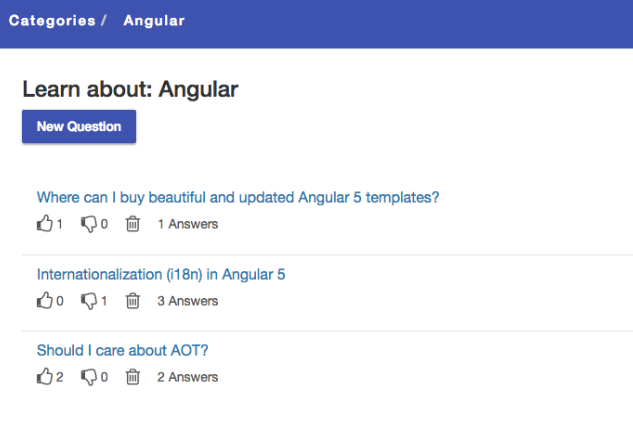 Categories / Angular
Learn about: Angular
New Question
Where can I buy beautiful and updated Angular 5 templates?
1 0 1 Answers
Internationalization (i18n) in Angular 5
0 1 3 Answers
Should I care about AOT?
2 0 2 Answers